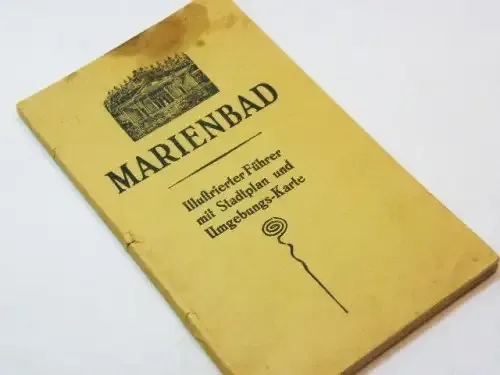 MARIENBAD
Illustrierter Führer
mit Stadtplan und
Umgebungs-Karte